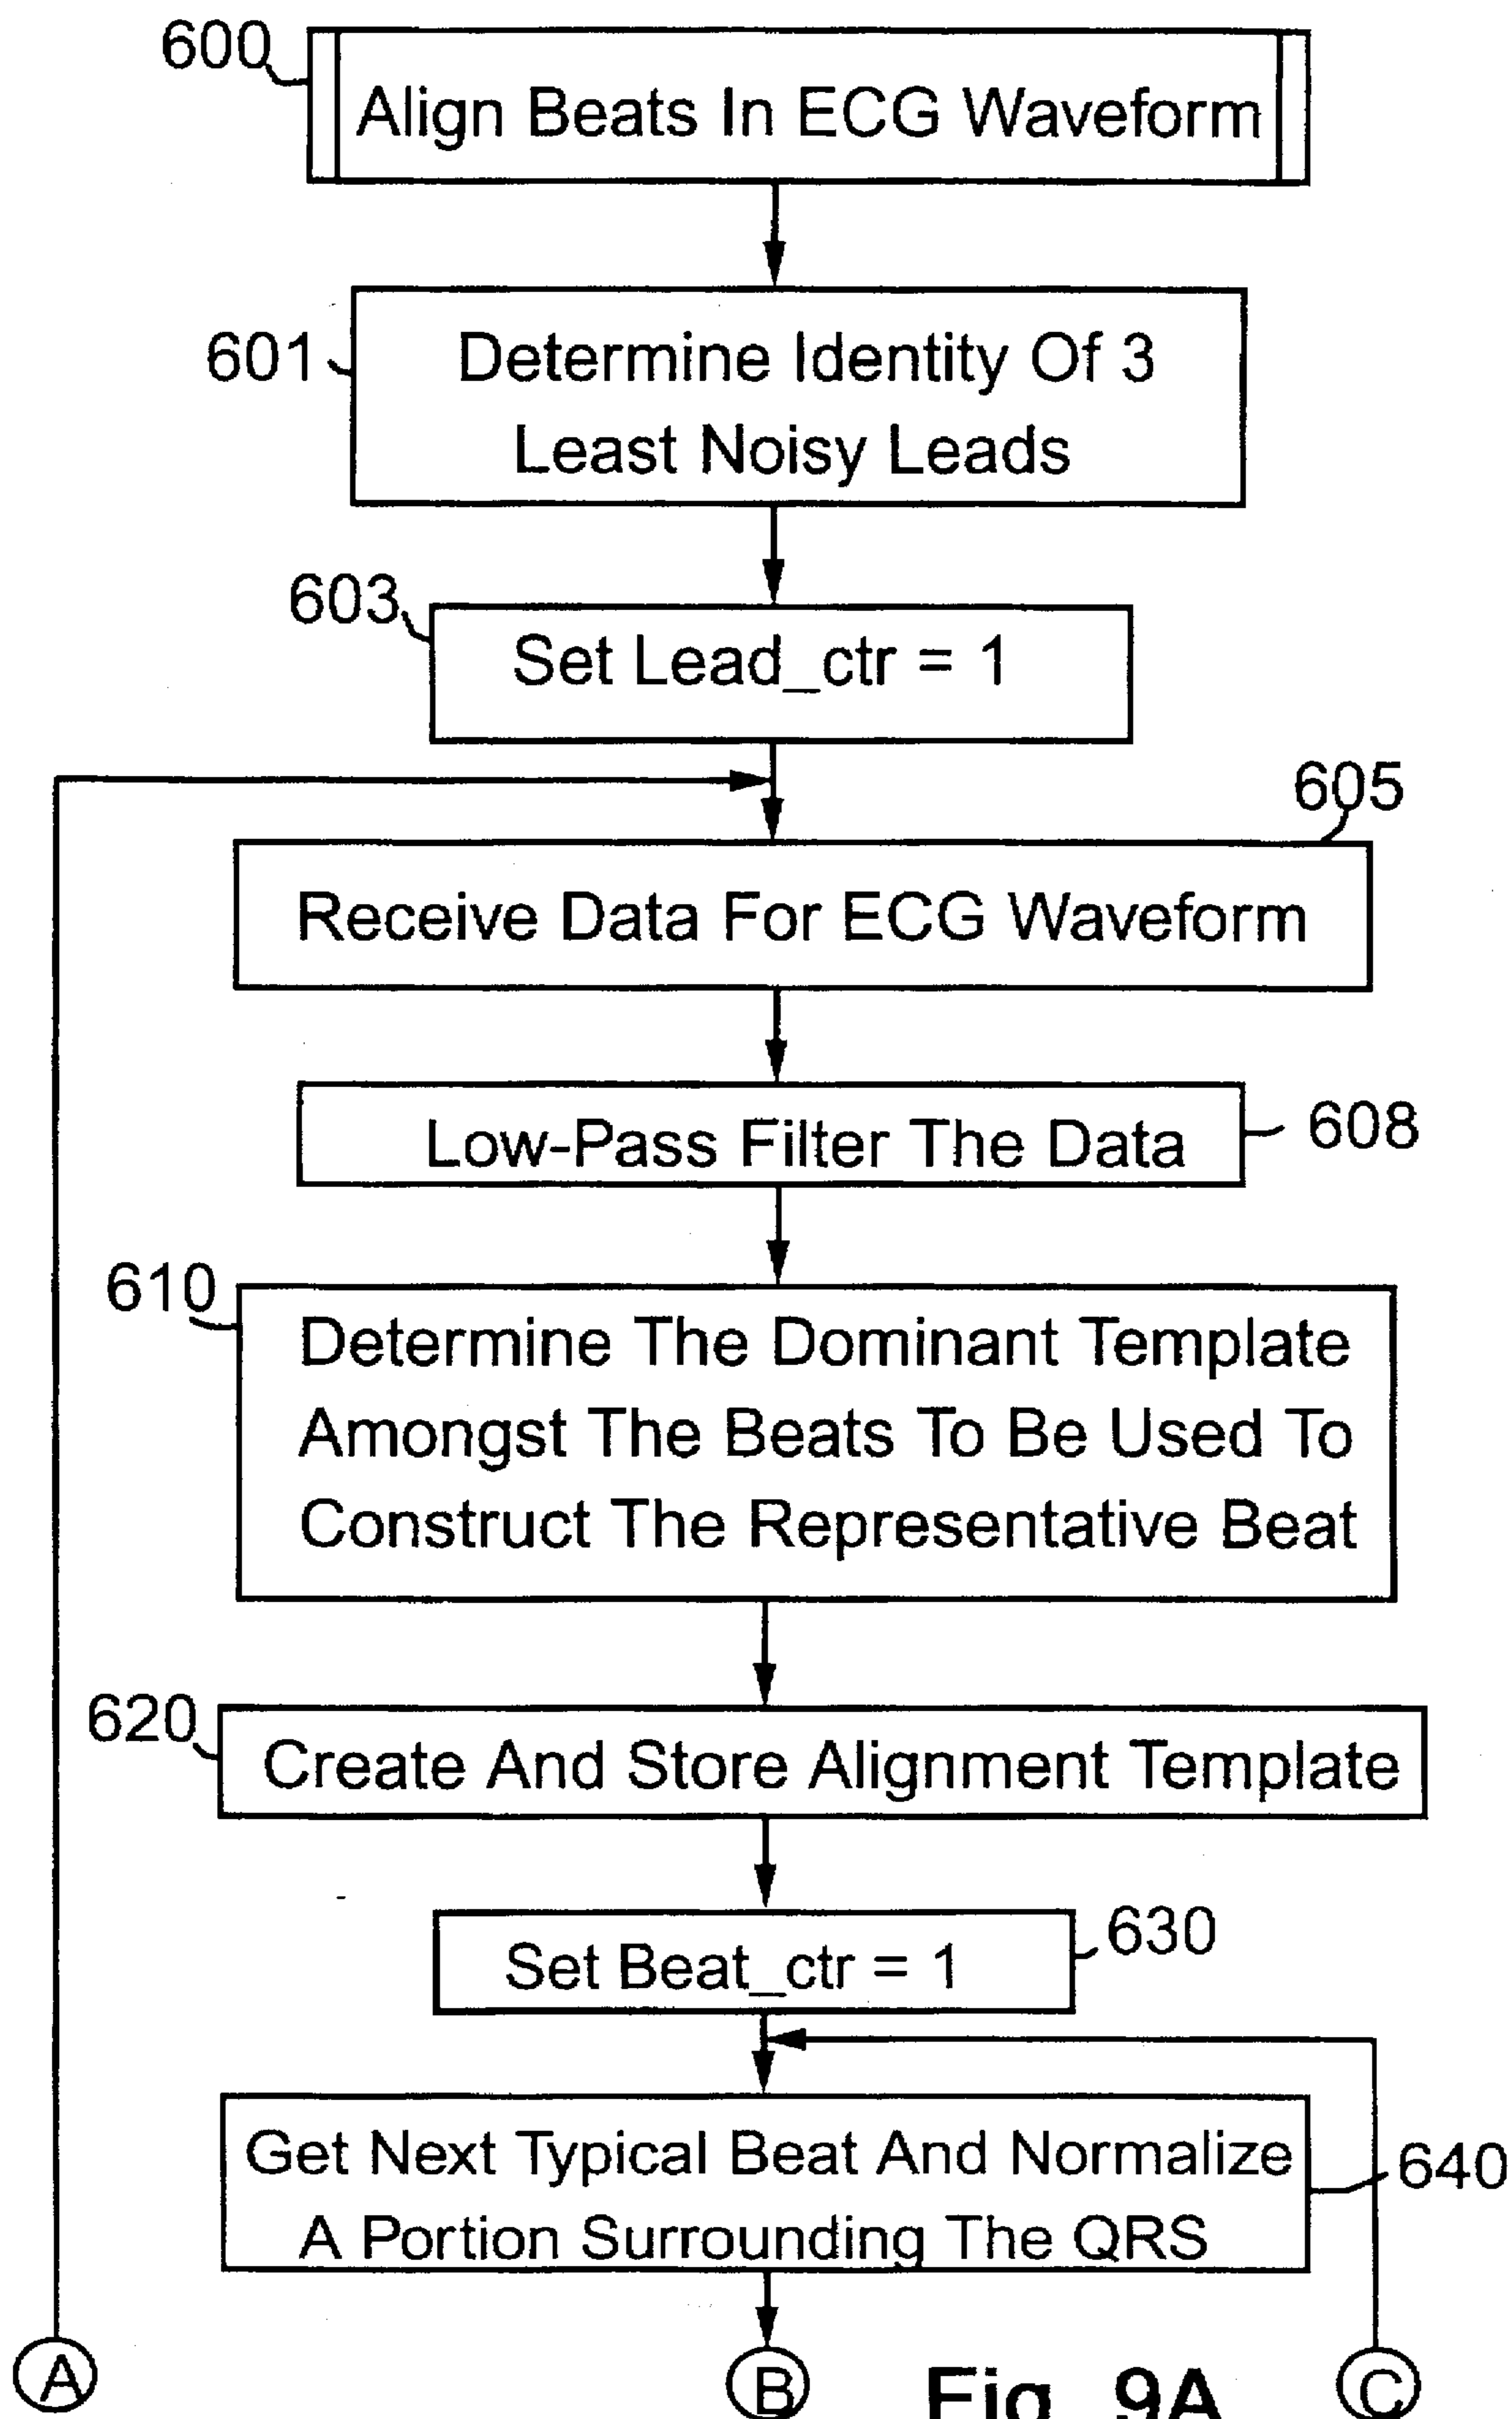 600
Align Beats In ECG Waveform
601
Determine Identity Of 3
Least Noisy Leads
603
Set Lead_ctr = 1
605
Receive Data For ECG Waveform
Low-Pass Filter The Data
608
610
Determine The Dominant Template
Amongst The Beats To Be Used To
Construct The Representative Beat
620
Create And Store Alignment Template
Set Beat_ctr = 1
630
Get Next Typical Beat And Normalize
A Portion Surrounding The QRS
640
A
B
Fig. 9A
C